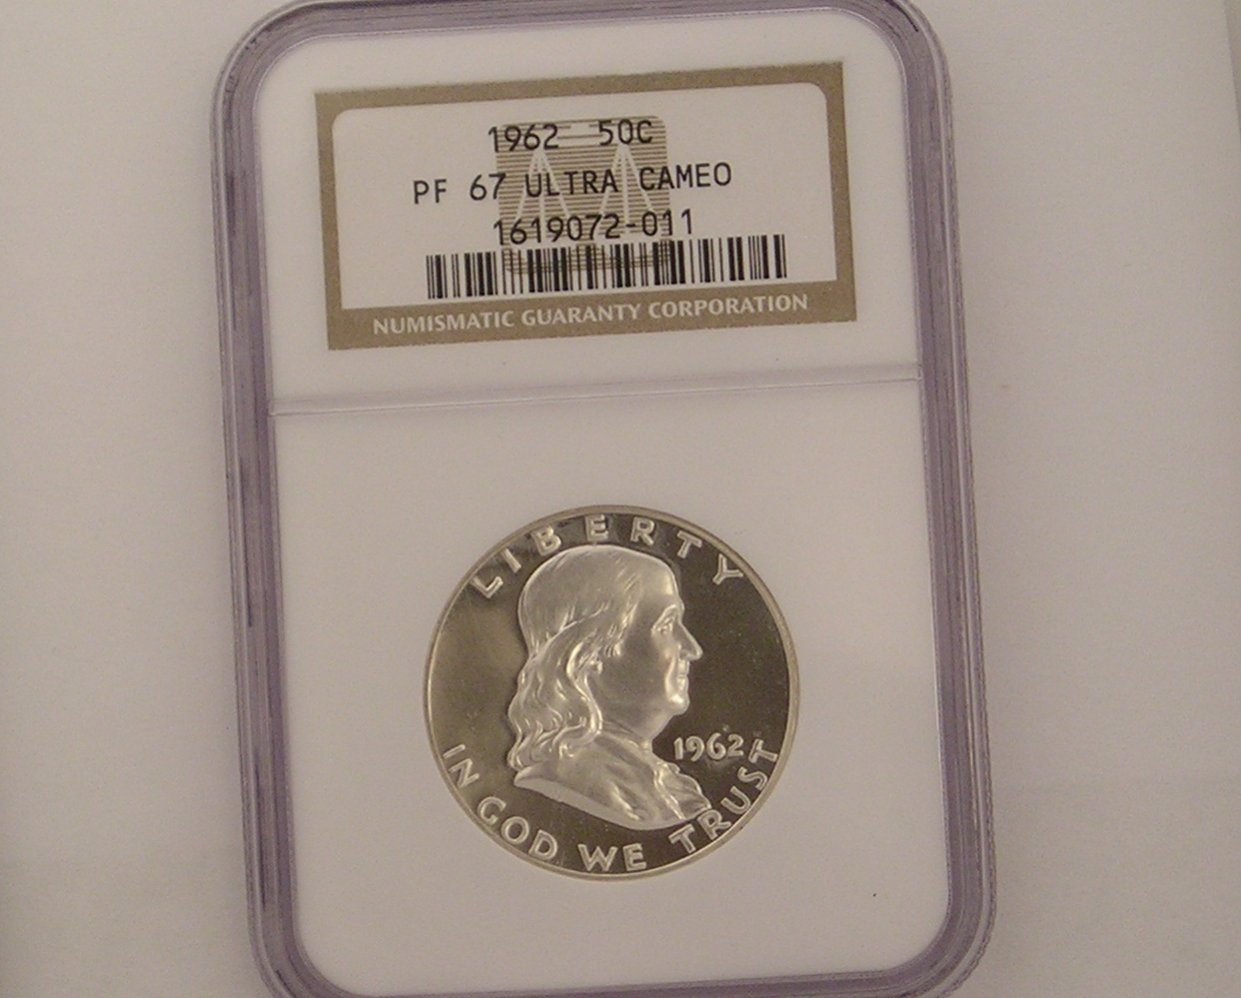 1962 50C
PF 67 ULTRA CAMEO
1619072-011
NUMISMATIC GUARANTY CORPORATION
LIBERTY
1962
IN GOD WE TRUST